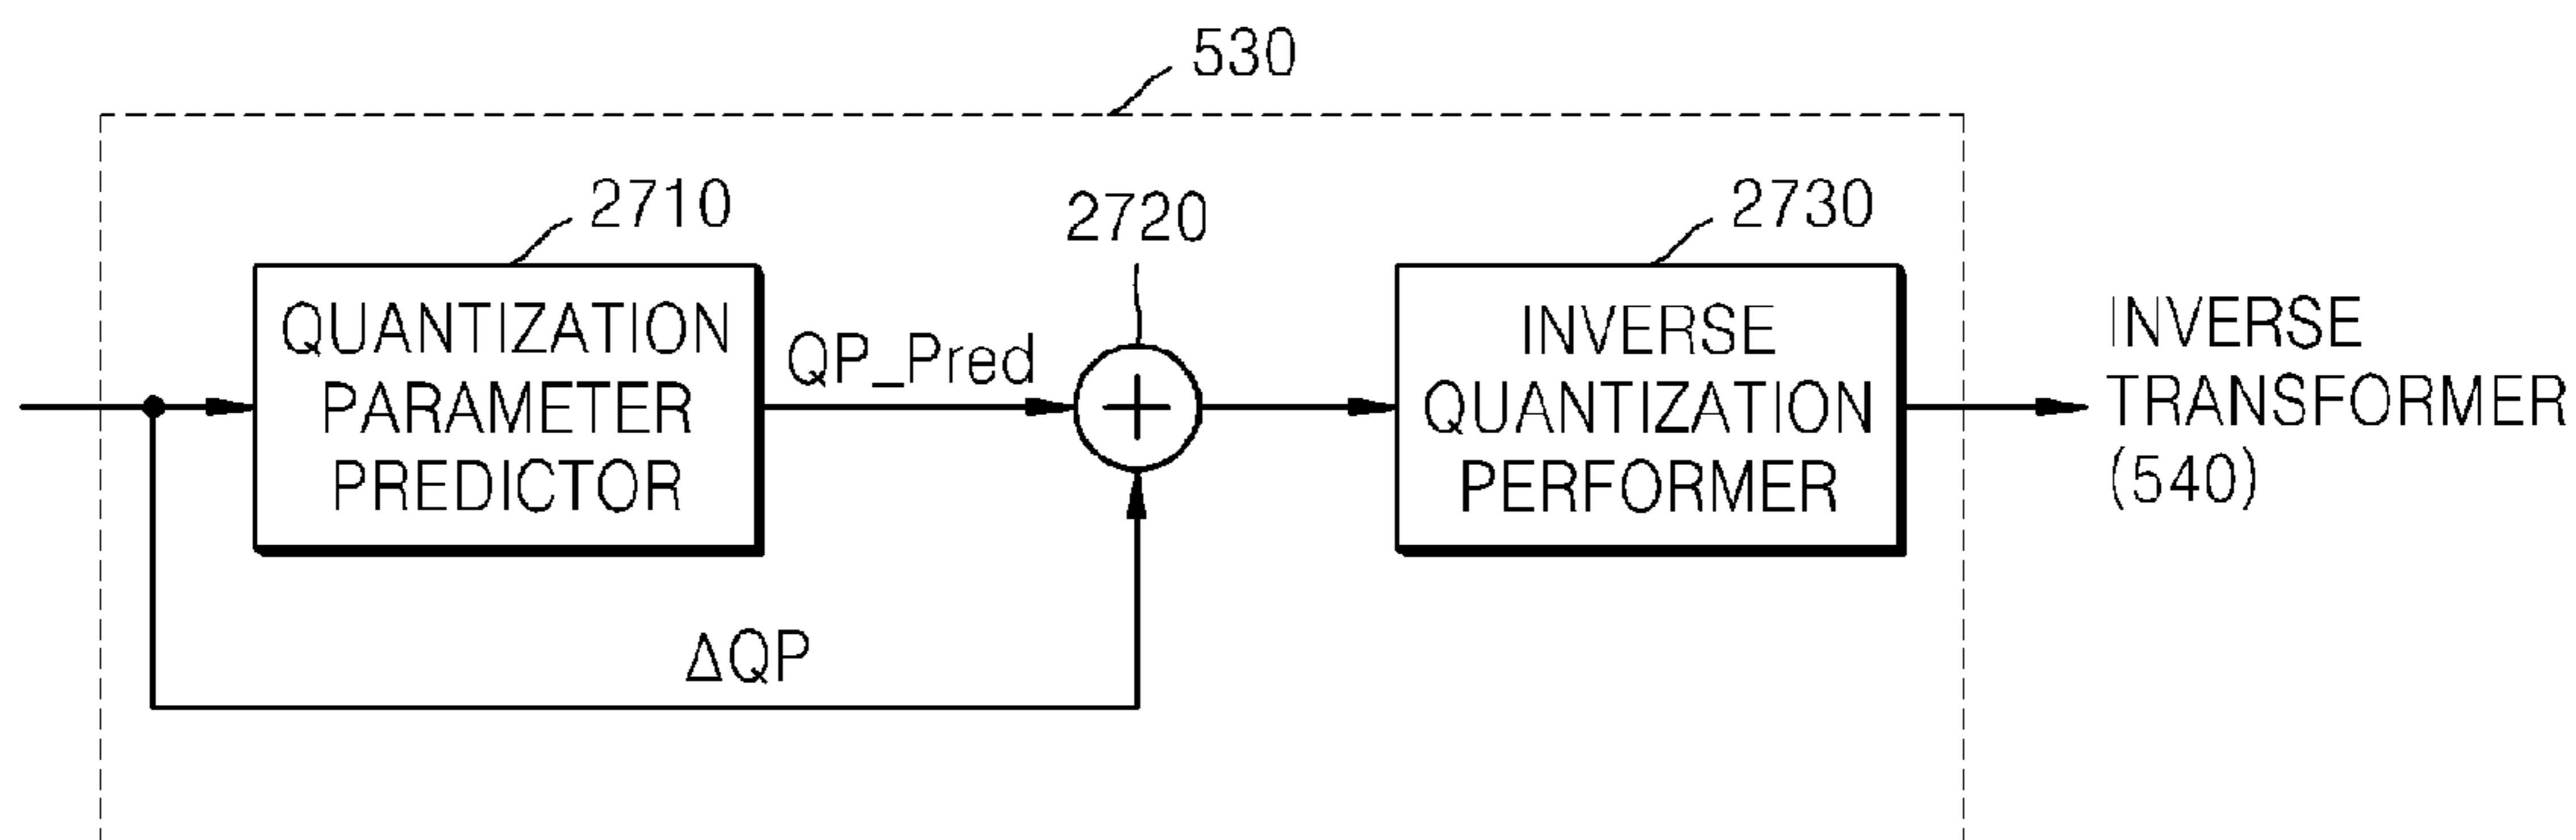 530
2710
2720
2730
QUANTIZATION
PARAMETER
PREDICTOR
QP_Pred
+
INVERSE
QUANTIZATION
PERFORMER
INVERSE
TRANSFORMER
(540)
ΔQP